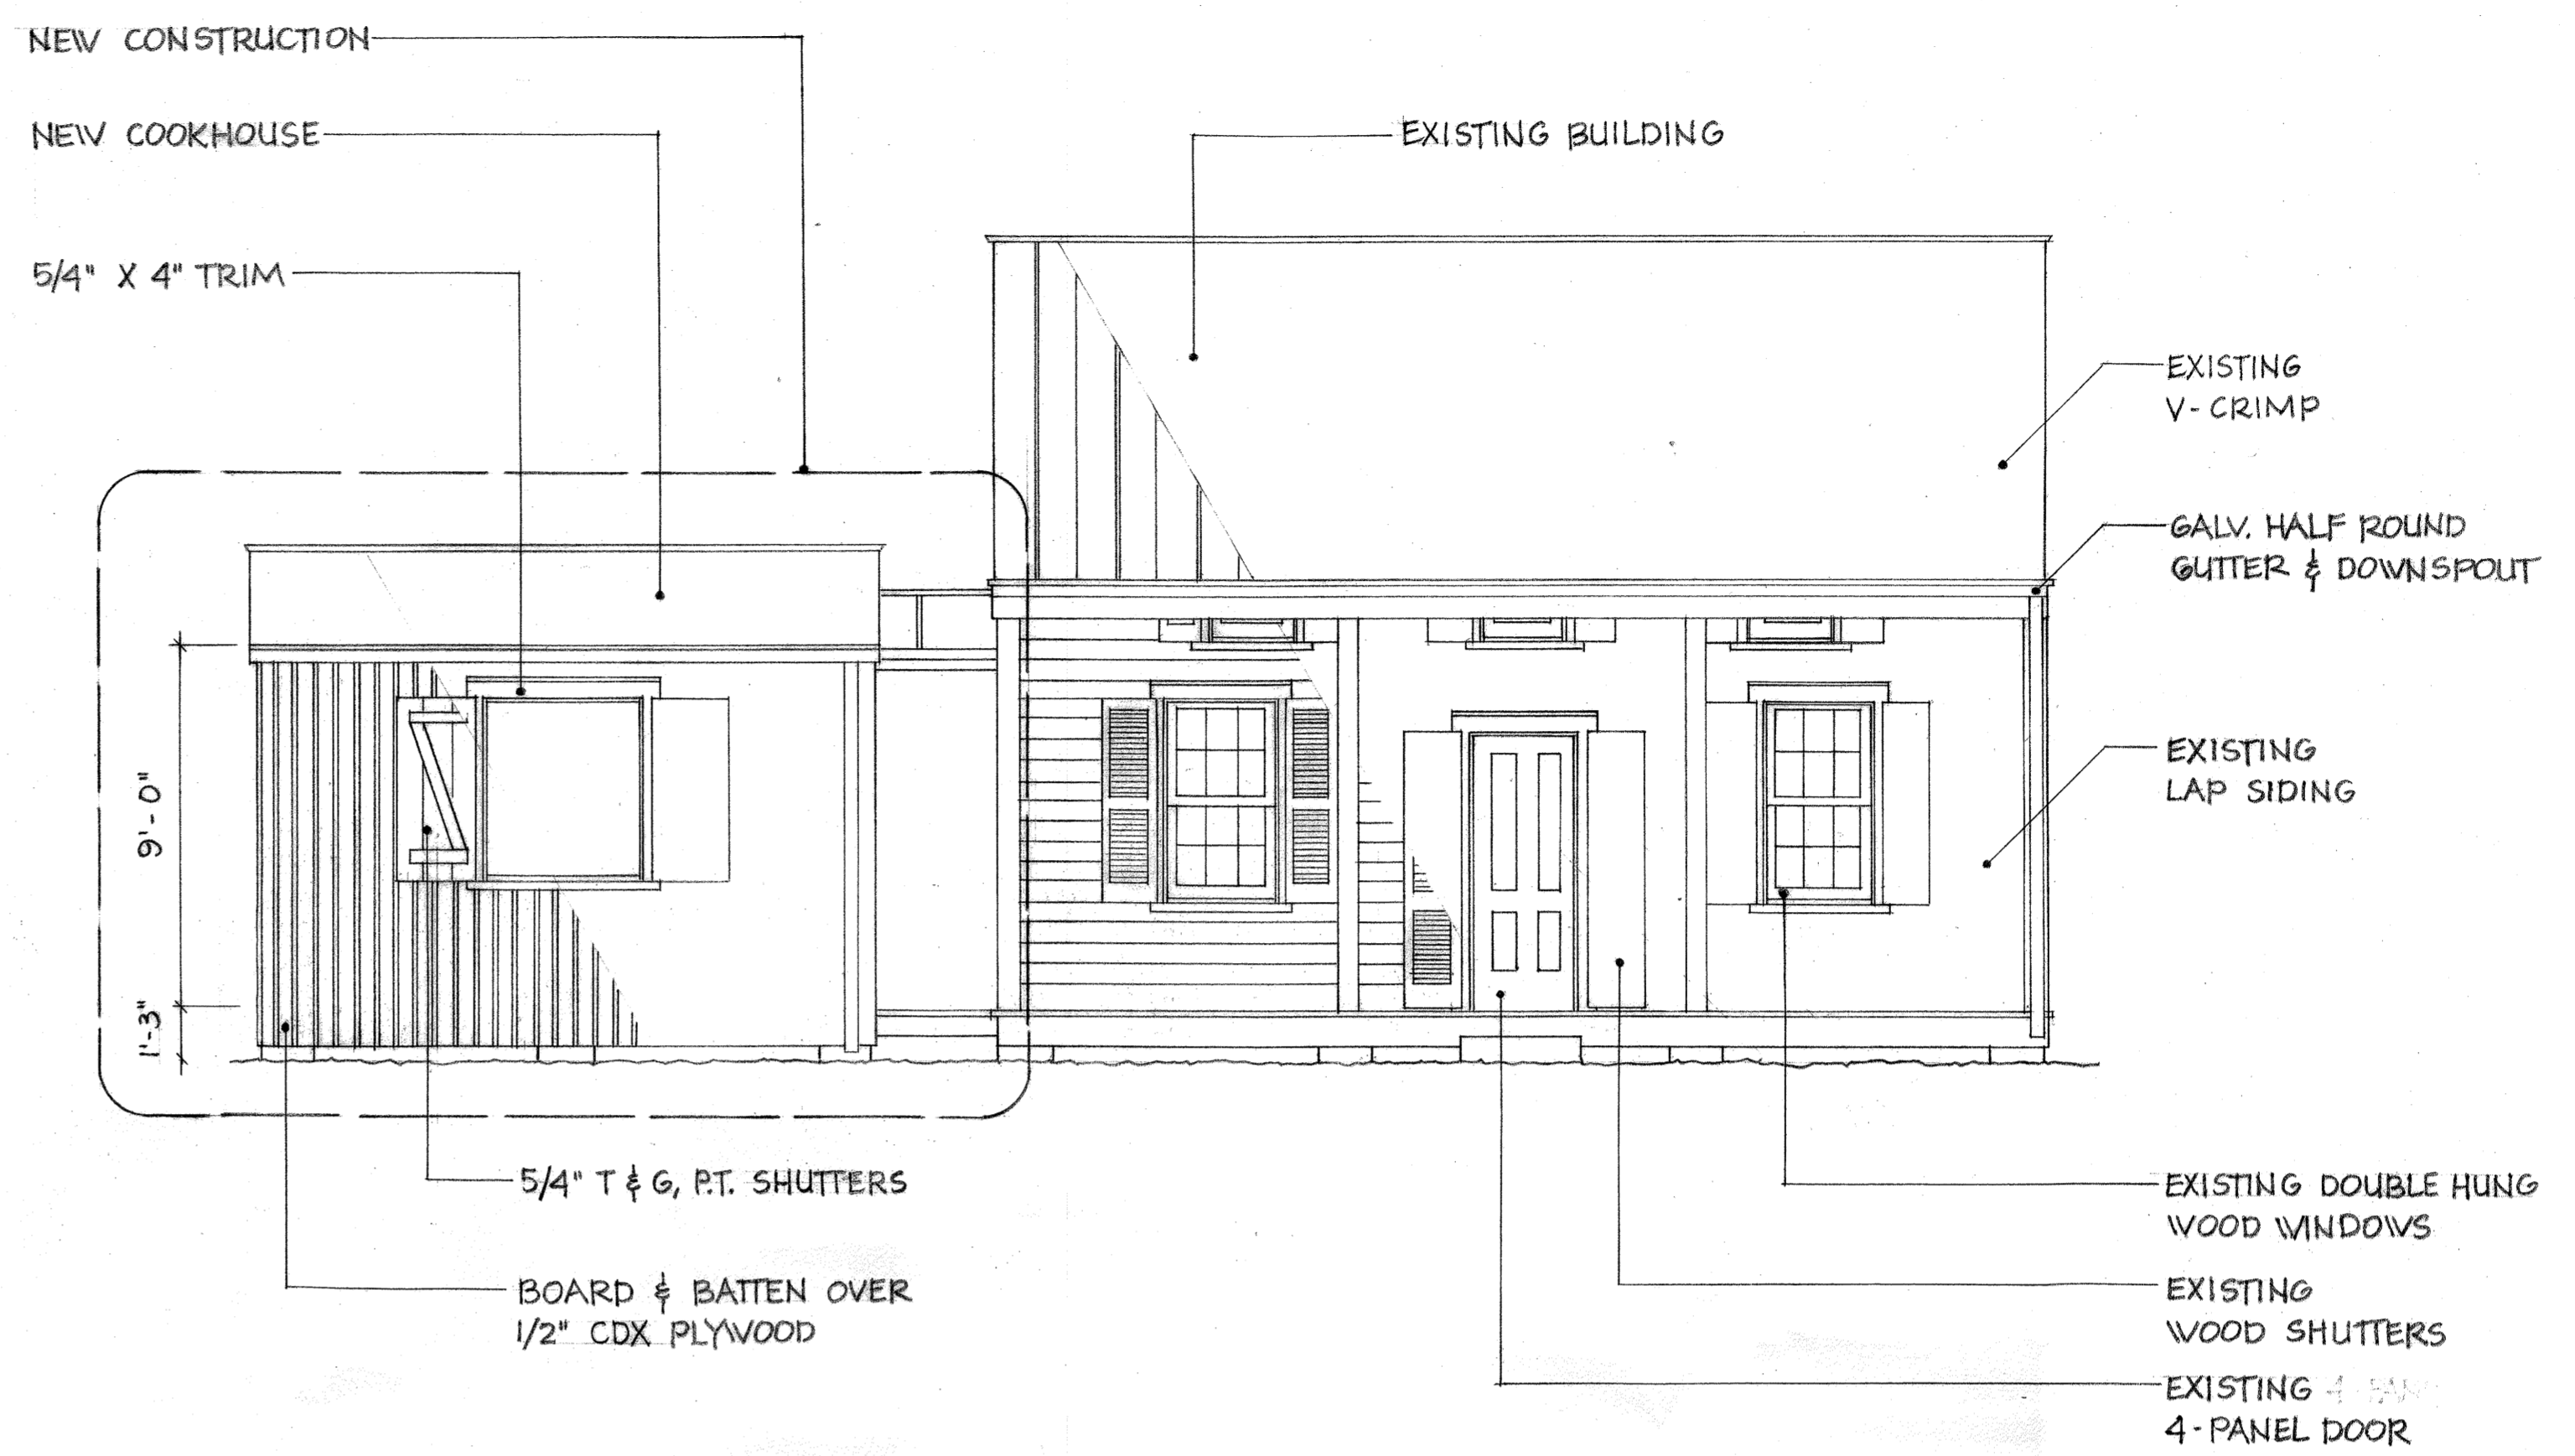 NEW CONSTRUCTION
NEW COOKHOUSE
EXISTING BUILDING
5/4" X 4" TRIM
EXISTING
V-CRIMP
GALV. HALF ROUND
GUTTER & DOWNSPOUT
EXISTING
LAP SIDING
9'-0"
1'-3"
5/4" T & G, P.T. SHUTTERS
BOARD & BATTEN OVER
1/2" CDX PLYWOOD
EXISTING DOUBLE HUNG
WOOD WINDOWS
EXISTING
WOOD SHUTTERS
EXISTING
4-PANEL DOOR